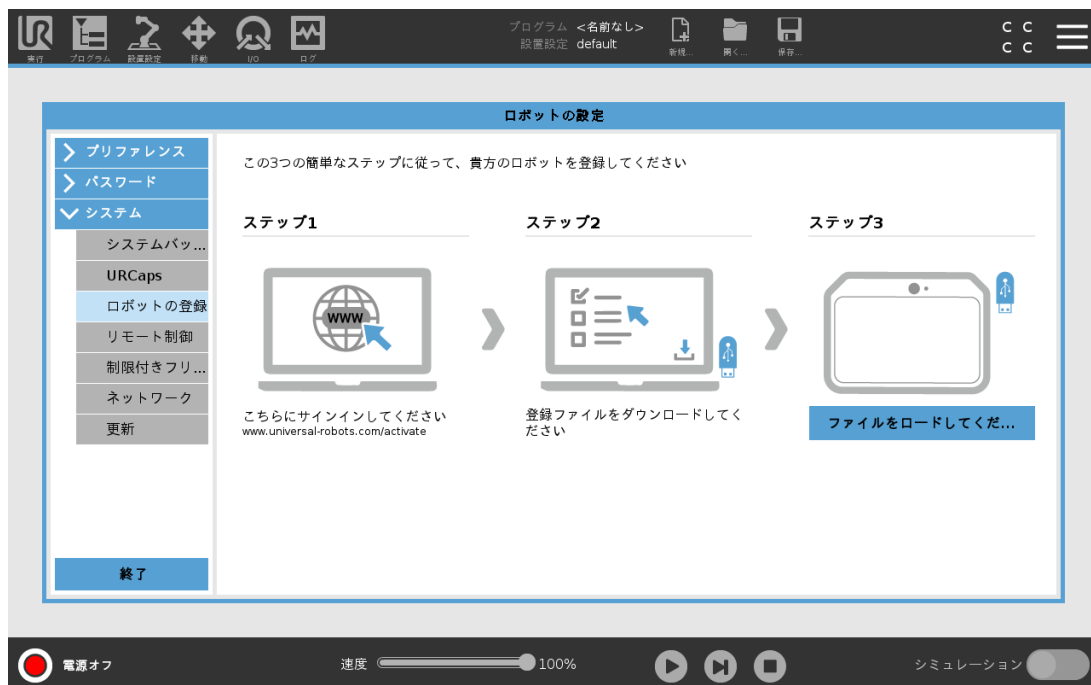 UR
実行
プログラム
設置設定
移動
I/O
ログ
プログラム <名前なし>
設置設定 default
新規...
開く...
保存...
C C
C C
ロボットの設定
プリファレンス
パスワード
システム
システムバッ...
URCaps
ロボットの登録
リモート制御
制限付きフリ...
ネットワーク
更新
終了
この3つの簡単なステップに従って、貴方のロボットを登録してください
ステップ1
WWW
こちらにサインインしてください
www.universal-robots.com/activate
ステップ2
登録ファイルをダウンロードしてく
ださい
ステップ3
ファイルをロードしてくだ...
電源オフ
速度
100%
シミュレーション